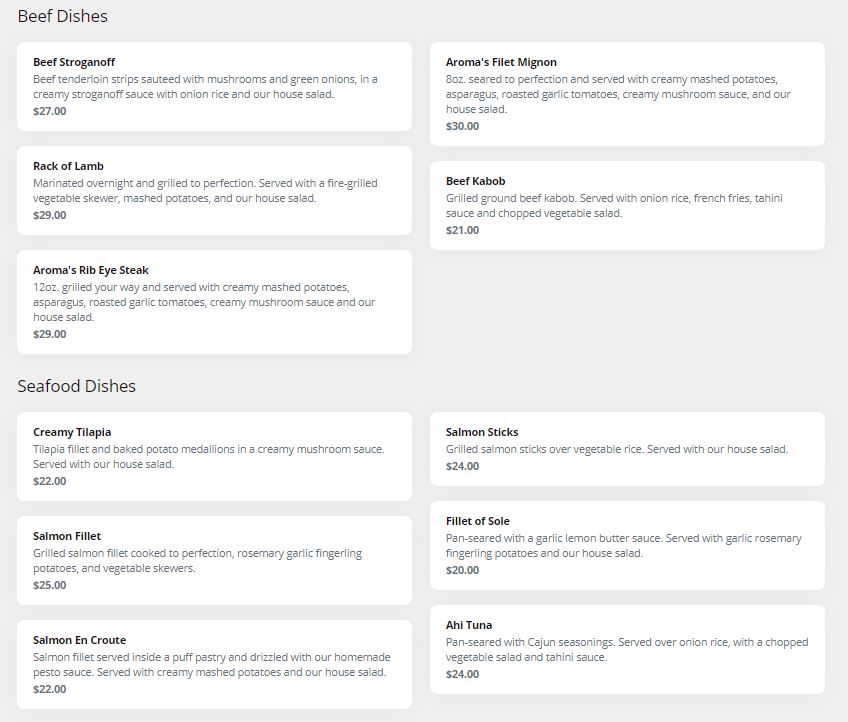 Beef Dishes
Beef Stroganoff
Beef tenderloin strips sauteed with mushrooms and green onions, in a
creamy stroganoff sauce with onion rice and our house salad.
$27.00
Aroma's Filet Mignon
8oz. seared to perfection and served with creamy mashed potatoes,
asparagus, roasted garlic tomatoes, creamy mushroom sauce, and our
house salad.
$30.00
Rack of Lamb
Marinated overnight and grilled to perfection. Served with a fire-grilled
vegetable skewer, mashed potatoes, and our house salad.
$29.00
Beef Kabob
Grilled ground beef kabob. Served with onion rice, french fries, tahini
sauce and chopped vegetable salad.
$21.00
Aroma's Rib Eye Steak
12oz. grilled your way and served with creamy mashed potatoes,
asparagus, roasted garlic tomatoes, creamy mushroom sauce and our
house salad.
$29.00
Seafood Dishes
Creamy Tilapia
Tilapia fillet and baked potato medallions in a creamy mushroom sauce.
Served with our house salad.
$22.00
Salmon Sticks
Grilled salmon sticks over vegetable rice. Served with our house salad.
$24.00
Salmon Fillet
Grilled salmon fillet cooked to perfection, rosemary garlic fingerling
potatoes, and vegetable skewers.
$25.00
Fillet of Sole
Pan-seared with a garlic lemon butter sauce. Served with garlic rosemary
fingerling potatoes and our house salad.
$20.00
Salmon En Croute
Salmon fillet served inside a puff pastry and drizzled with our homemade
pesto sauce. Served with creamy mashed potatoes and our house salad.
$22.00
Ahi Tuna
Pan-seared with Cajun seasonings. Served over onion rice, with a chopped
vegetable salad and tahini sauce.
$24.00